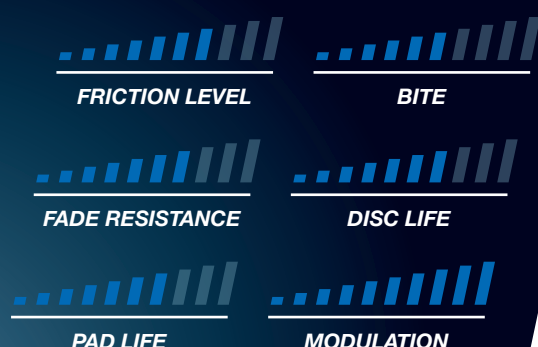 FRICTION LEVEL BITE
FADE RESISTANCE DISC LIFE
PAD LIFE MODULATION